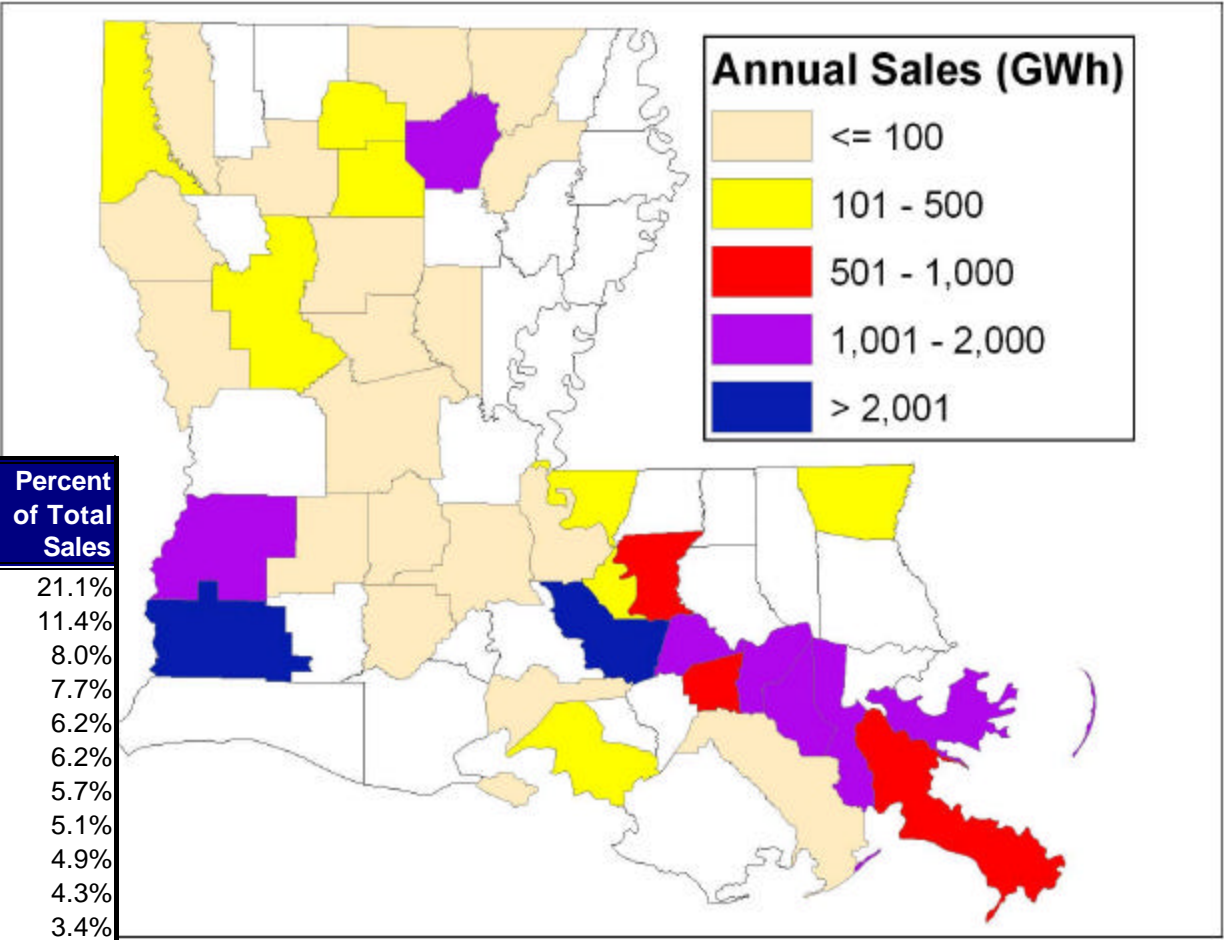 Annual Sales (GWh)
<= 100
101 - 500
501 - 1,000
1,001 - 2,000
> 2,001
Percent
of Total
Sales
21.1%
11.4%
8.0%
7.7%
6.2%
6.2%
5.7%
5.1%
4.9%
4.3%
3.4%